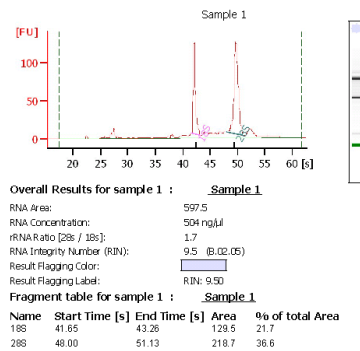 Sample 1
[FU]
100
50
0
20 25 30 35 40 45 50 55 60 [s]
Overall Results for sample 1 : Sample 1
RNA Area: 597.5
RNA Concentration: 504 ng/µl
rRNA Ratio [28s / 18s]: 1.7
RNA Integrity Number (RIN): 9.5 (B.02.05)
Result Flagging Color:
Result Flagging Label: RIN: 9.50
Fragment table for sample 1 : Sample 1
Name Start Time [s] End Time [s] Area % of total Area
18S 41.65 43.26 129.5 21.7
28S 48.00 51.13 218.7 36.6